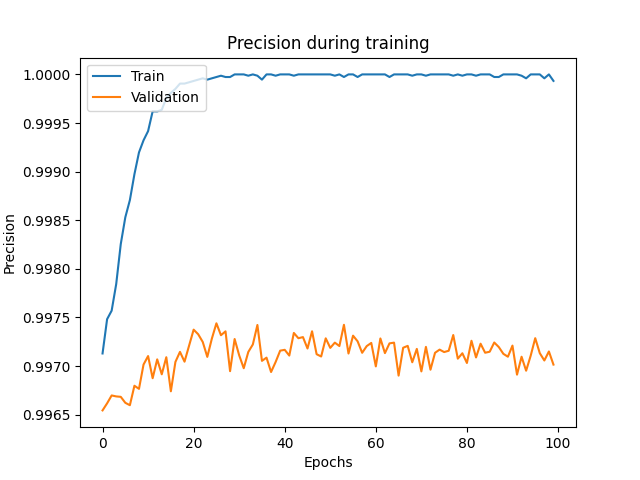 Precision during training
Train
Validation
1.0000
0.9995
0.9990
0.9985
0.9980
0.9975
0.9970
0.9965
Precision
0 20 40 60 80 100
Epochs